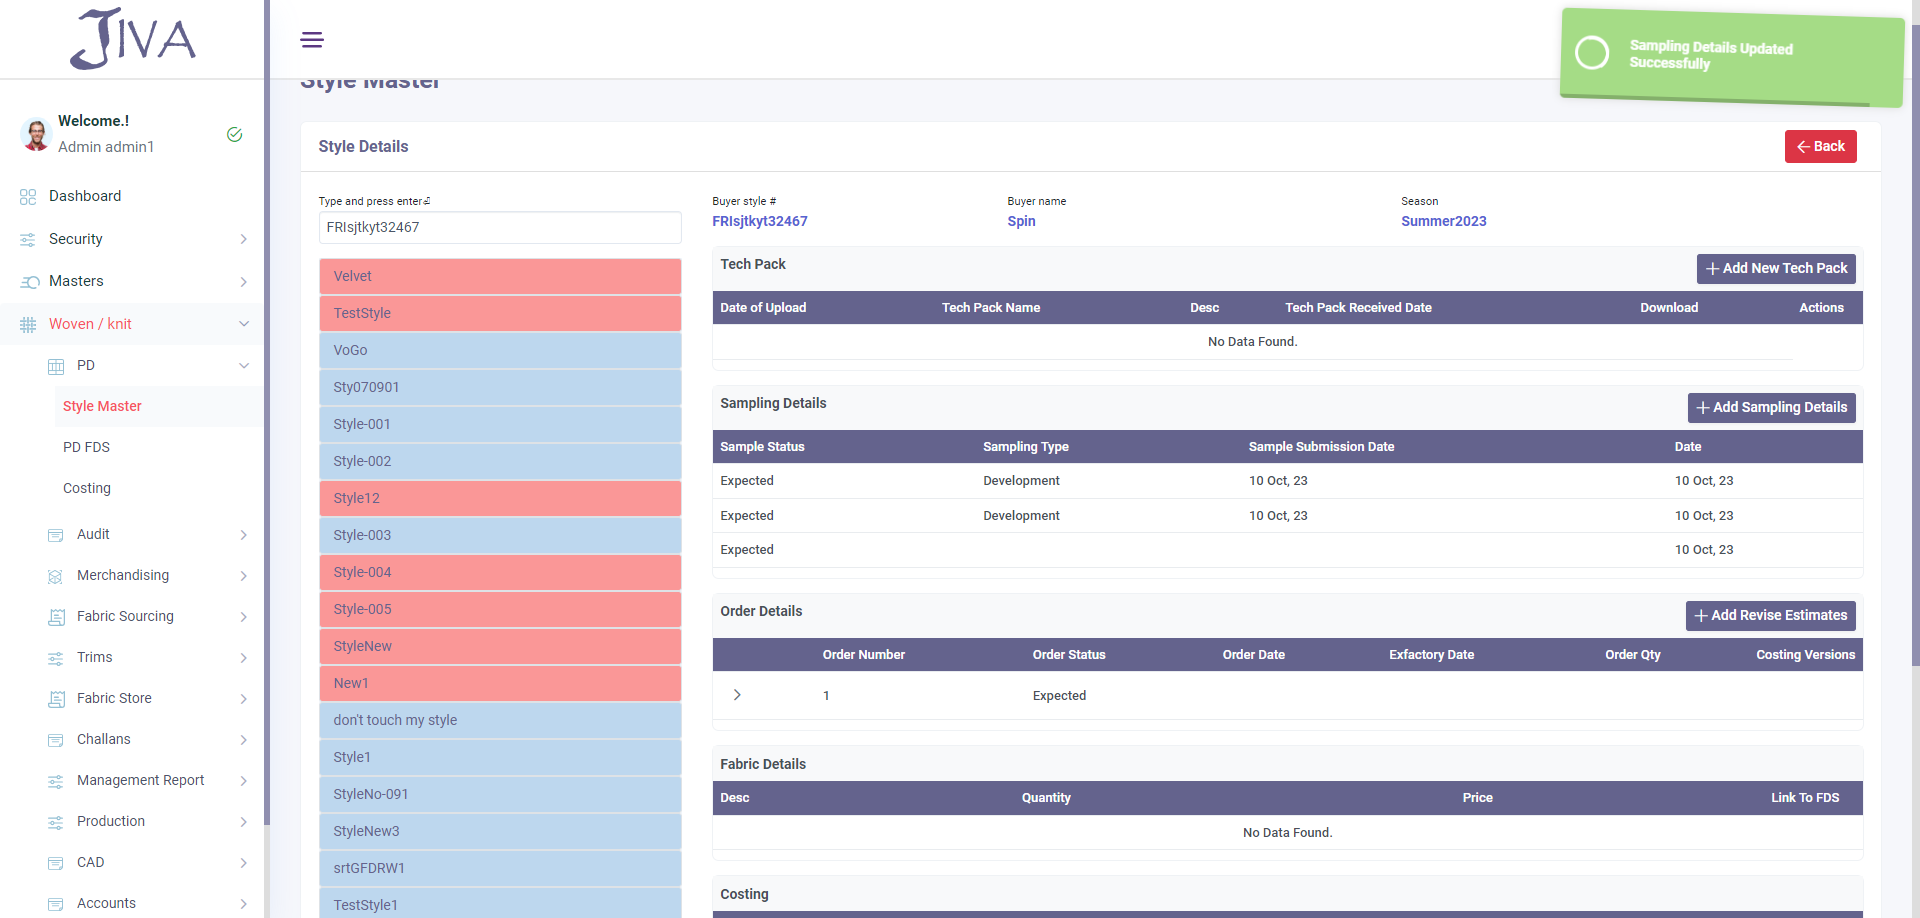 JIVA
Sampling Details Updated
Successfully
Style Master
Welcome.!
Admin admin1
Dashboard
Security
Masters
Woven / knit
PD
Style Master
PD FDS
Costing
Audit
Merchandising
Fabric Sourcing
Trims
Fabric Store
Challans
Management Report
Production
CAD
Accounts
Style Details
Back
Type and press enter⏎
FRIsjtkyt32467
Velvet
TestStyle
VoGo
Sty070901
Style-001
Style-002
Style12
Style-003
Style-004
Style-005
StyleNew
New1
don't touch my style
Style1
StyleNo-091
StyleNew3
srtGFDRW1
TestStyle1
Buyer style # Buyer name Season
FRIsjtkyt32467 Spin Summer2023
Tech Pack
Add New Tech Pack
Date of Upload Tech Pack Name Desc Tech Pack Received Date Download Actions
No Data Found.
Sampling Details
Add Sampling Details
Sample Status Sampling Type Sample Submission Date Date
Expected Development 10 Oct, 23 10 Oct, 23
Expected Development 10 Oct, 23 10 Oct, 23
Expected 10 Oct, 23
Order Details
Add Revise Estimates
Order Number Order Status Order Date Exfactory Date Order Qty Costing Versions
1 Expected
Fabric Details
Desc Quantity Price Link To FDS
No Data Found.
Costing